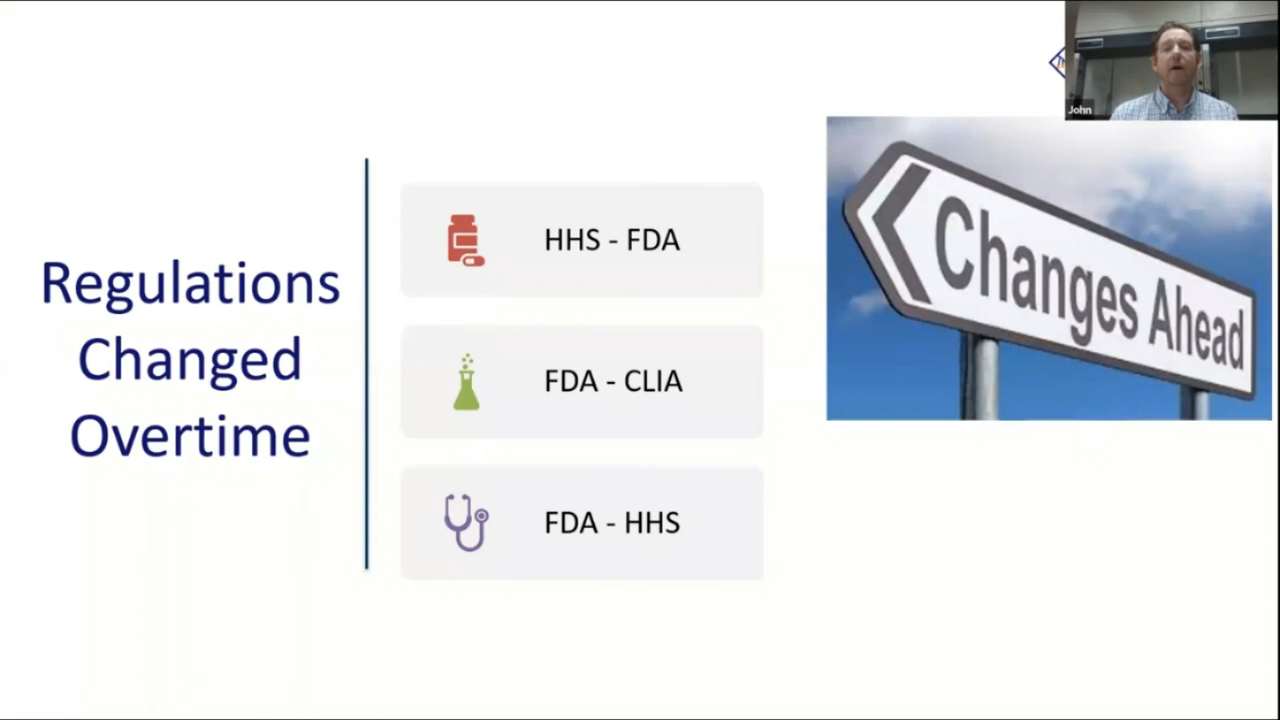 Regulations
Changed
Overtime
HHS - FDA
FDA - CLIA
FDA - HHS
Changes Ahead
John